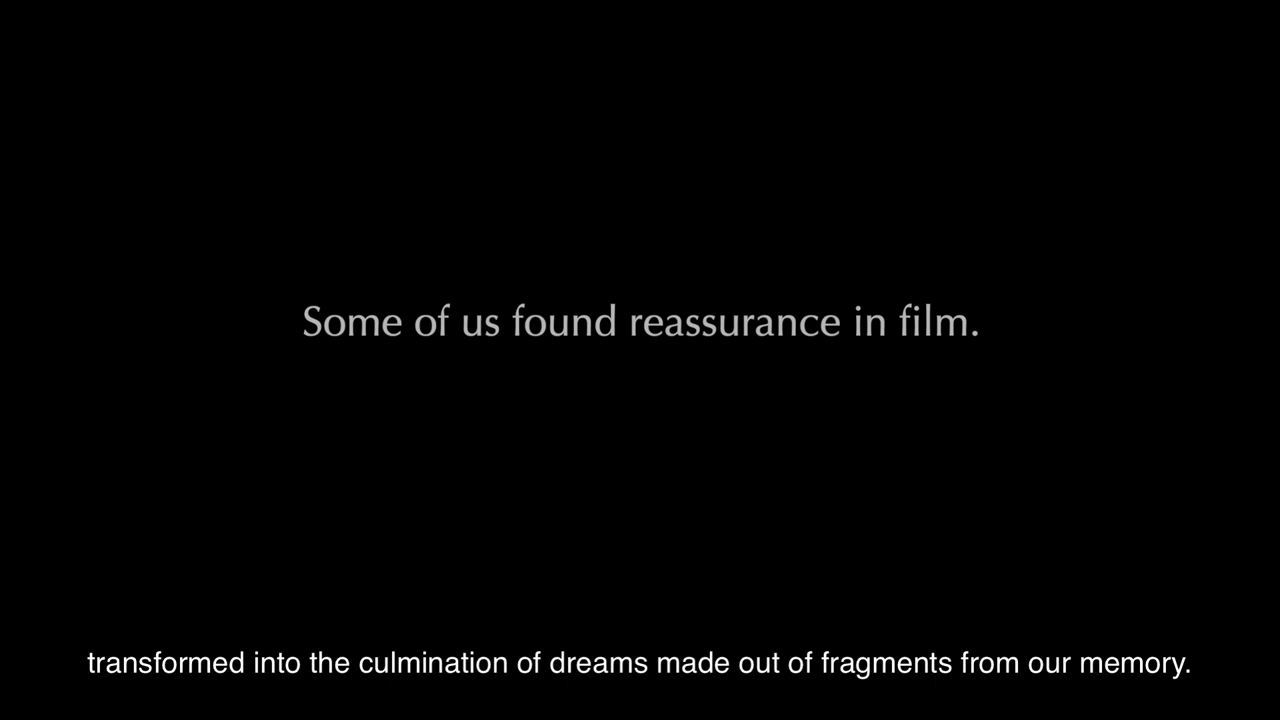 Some of us found reassurance in film.
transformed into the culmination of dreams made out of fragments from our memory.